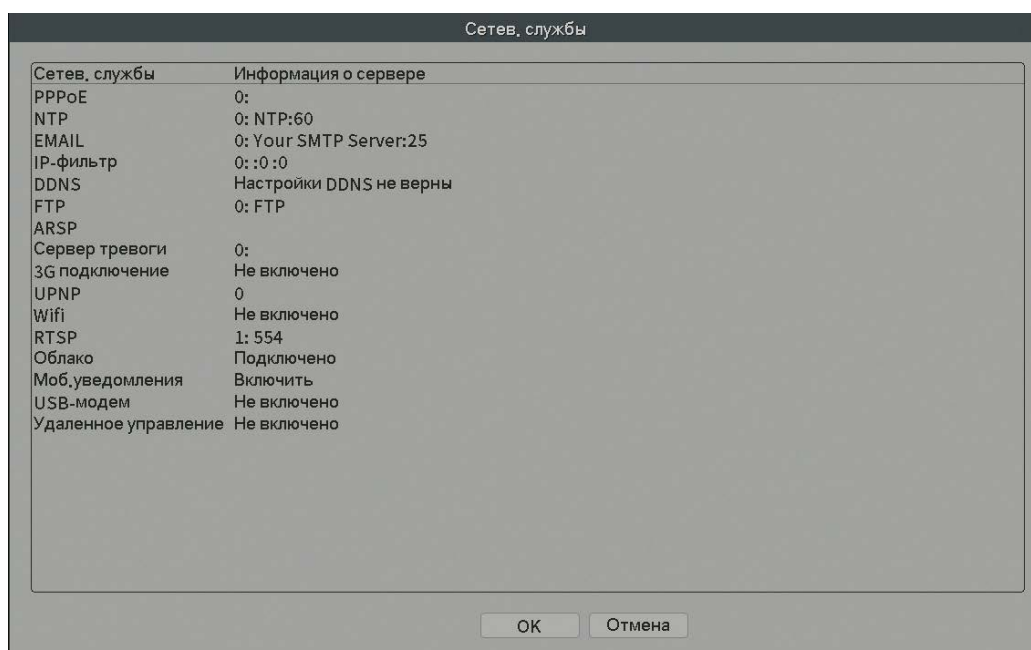 Сетев. службы
Сетев. службы Информация о сервере
PPPoE 0:
NTP 0: NTP:60
EMAIL 0: Your SMTP Server:25
IP-фильтр 0: :0 :0
DDNS Настройки DDNS не верны
FTP 0: FTP
ARSP
Сервер тревоги 0:
3G подключение Не включено
UPNP 0
Wifi Не включено
RTSP 1: 554
Облако Подключено
Моб.уведомления Включить
USB-модем Не включено
Удаленное управление Не включено
OK Отмена